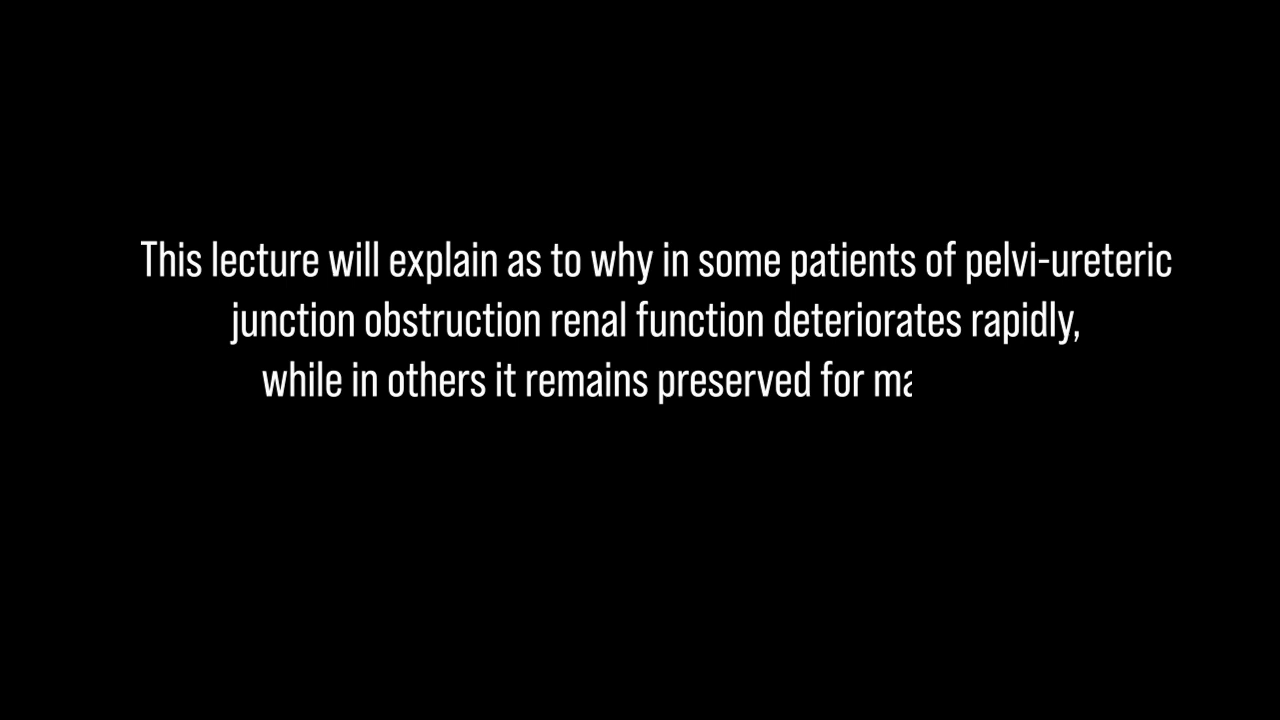 This lecture will explain as to why in some patients of pelvi-ureteric
junction obstruction renal function deteriorates rapidly,
while in others it remains preserved for